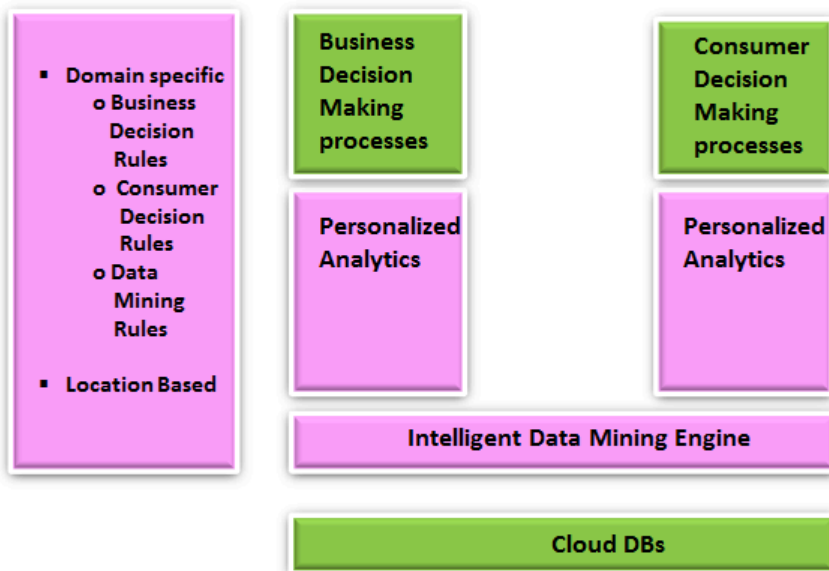 ▪ Domain specific
o Business
Decision
Rules
o Consumer
Decision
Rules
o Data
Mining
Rules
▪ Location Based
Business
Decision
Making
processes
Consumer
Decision
Making
processes
Personalized
Analytics
Personalized
Analytics
Intelligent Data Mining Engine
Cloud DBs